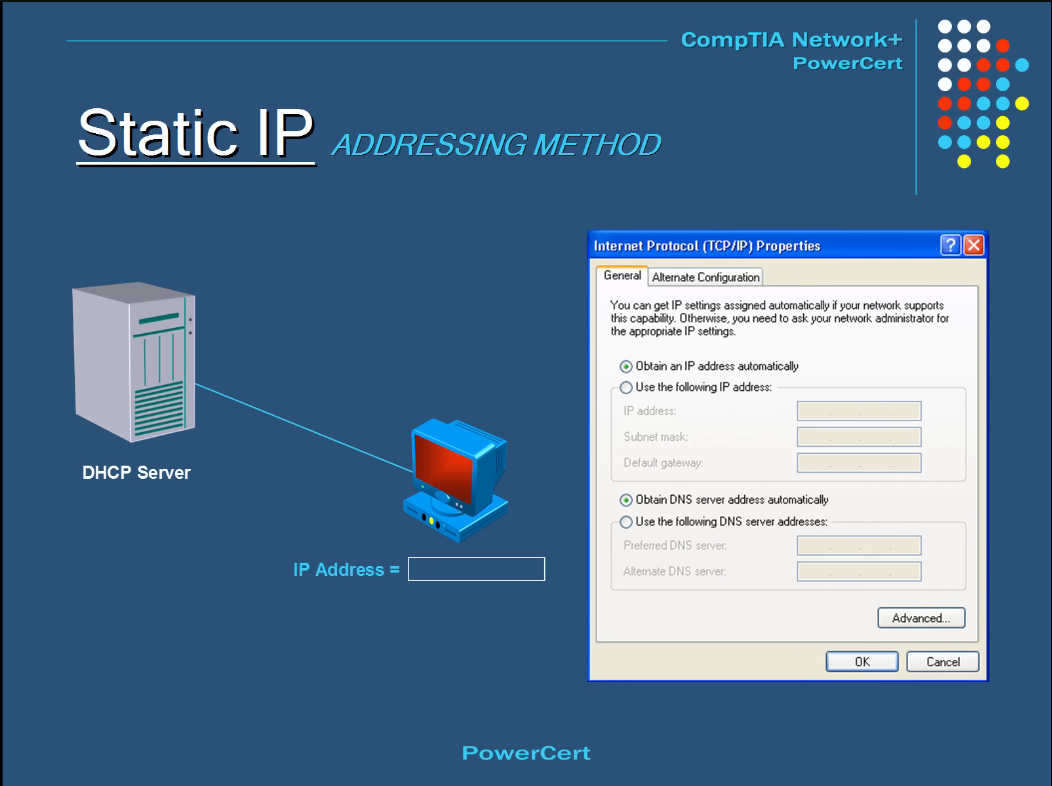 CompTIA Network+
PowerCert
Static IP ADDRESSING METHOD
Internet Protocol (TCP/IP) Properties
?
General
Alternate Configuration
You can get IP settings assigned automatically if your network supports
this capability. Otherwise, you need to ask your network administrator for
the appropriate IP settings.
Obtain an IP address automatically
Use the following IP address:
IP address:
Subnet mask:
Default gateway:
Obtain DNS server address automatically
Use the following DNS server addresses:
Preferred DNS server:
Alternate DNS server:
Advanced...
OK
Cancel
DHCP Server
IP Address =
PowerCert